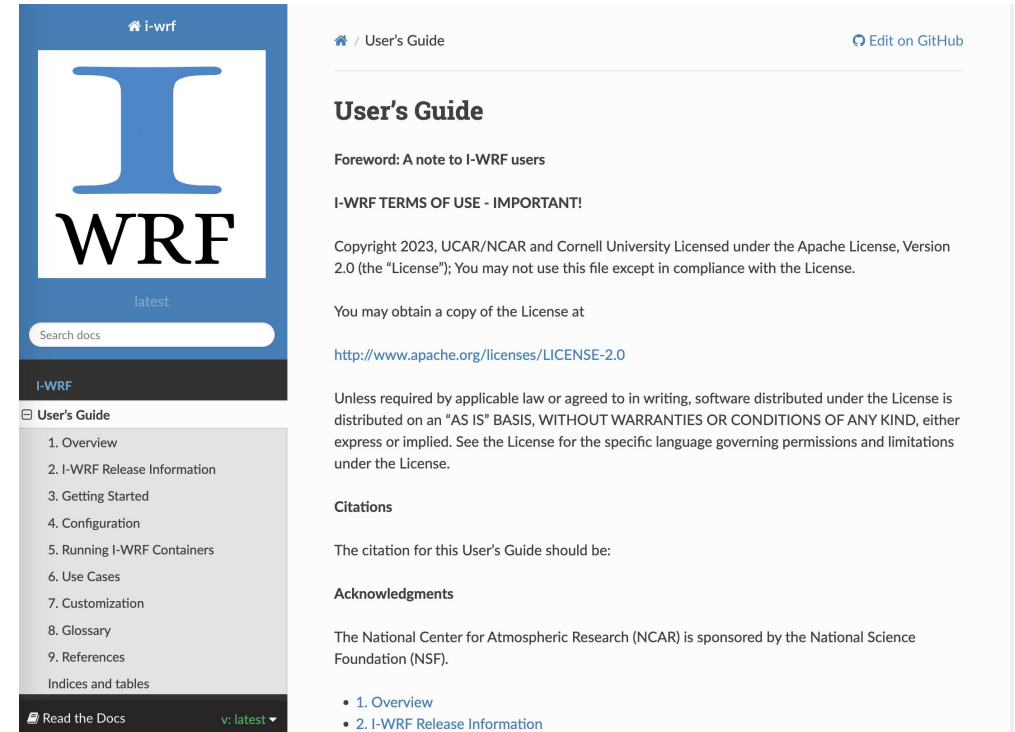 i-wrf
I
WRF
latest
Search docs
I-WRF
User's Guide
1. Overview
2. I-WRF Release Information
3. Getting Started
4. Configuration
5. Running I-WRF Containers
6. Use Cases
7. Customization
8. Glossary
9. References
Indices and tables
Read the Docs
v: latest
/ User's Guide
Edit on GitHub
User's Guide
Foreword: A note to I-WRF users
I-WRF TERMS OF USE - IMPORTANT!
Copyright 2023, UCAR/NCAR and Cornell University Licensed under the Apache License, Version
2.0 (the “License”); You may not use this file except in compliance with the License.
You may obtain a copy of the License at
http://www.apache.org/licenses/LICENSE-2.0
Unless required by applicable law or agreed to in writing, software distributed under the License is
distributed on an “AS IS” BASIS, WITHOUT WARRANTIES OR CONDITIONS OF ANY KIND, either
express or implied. See the License for the specific language governing permissions and limitations
under the License.
Citations
The citation for this User's Guide should be:
Acknowledgments
The National Center for Atmospheric Research (NCAR) is sponsored by the National Science
Foundation (NSF).
• 1. Overview
• 2. I-WRF Release Information